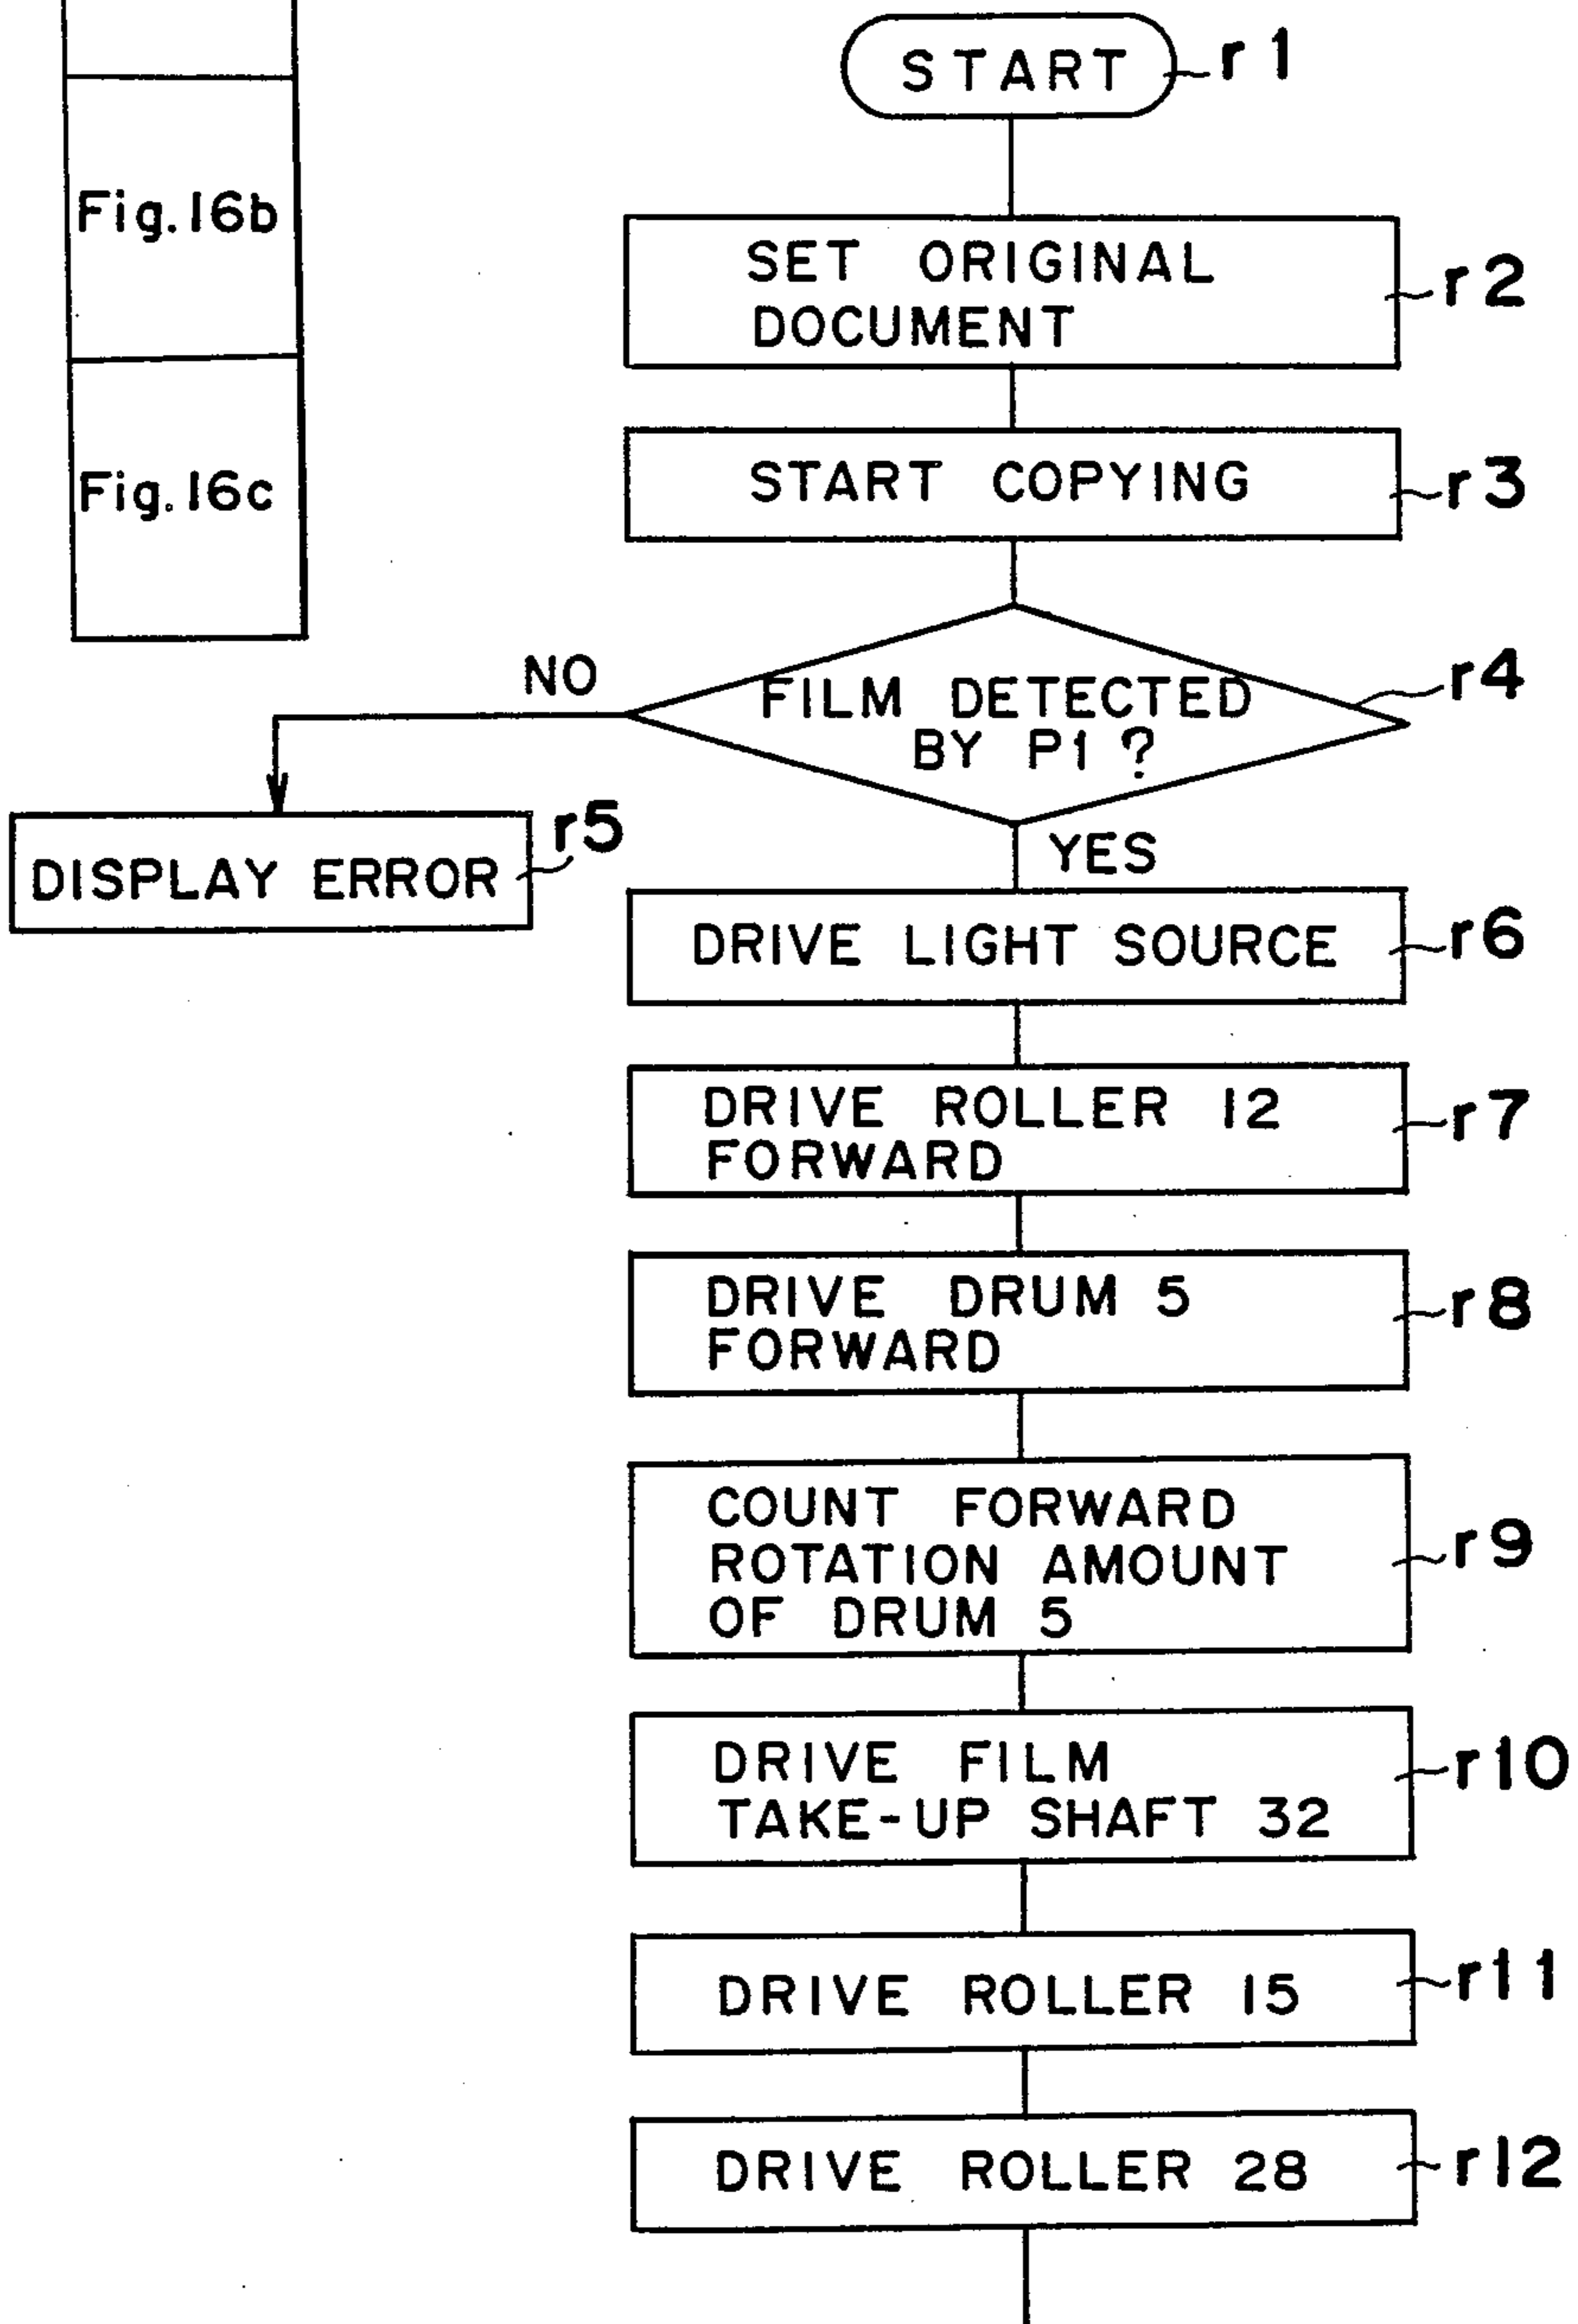 START
r1
Fig.16b
SET ORIGINAL
DOCUMENT
r2
Fig.16c
START COPYING
r3
NO
FILM DETECTED
BY P1 ?
r4
YES
DISPLAY ERROR
r5
DRIVE LIGHT SOURCE
r6
DRIVE ROLLER 12
FORWARD
r7
DRIVE DRUM 5
FORWARD
r8
COUNT FORWARD
ROTATION AMOUNT
OF DRUM 5
r9
DRIVE FILM
TAKE-UP SHAFT 32
r10
DRIVE ROLLER 15
r11
DRIVE ROLLER 28
r12